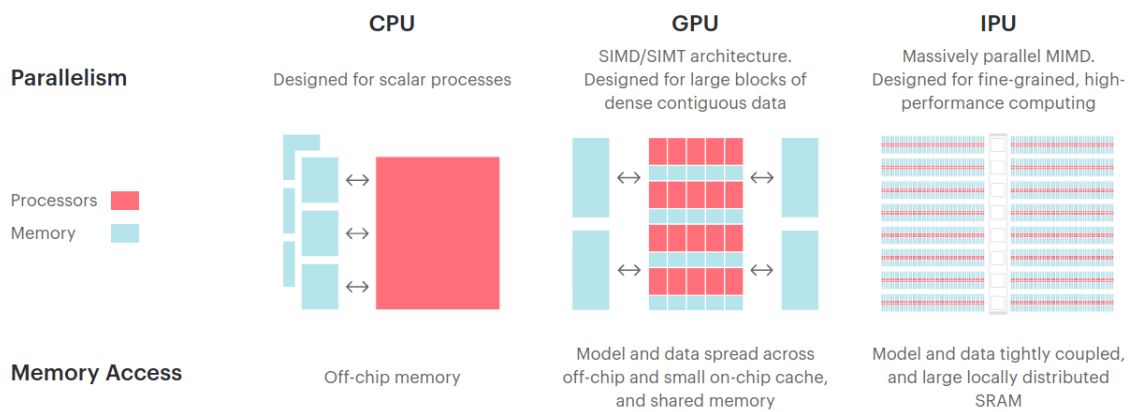 CPU
GPU
IPU
Parallelism
Designed for scalar processes
SIMD/SIMT architecture.
Designed for large blocks of
dense contiguous data
Massively parallel MIMD.
Designed for fine-grained, high-
performance computing
Processors
Memory
Memory Access
Off-chip memory
Model and data spread across
off-chip and small on-chip cache,
and shared memory
Model and data tightly coupled,
and large locally distributed
SRAM